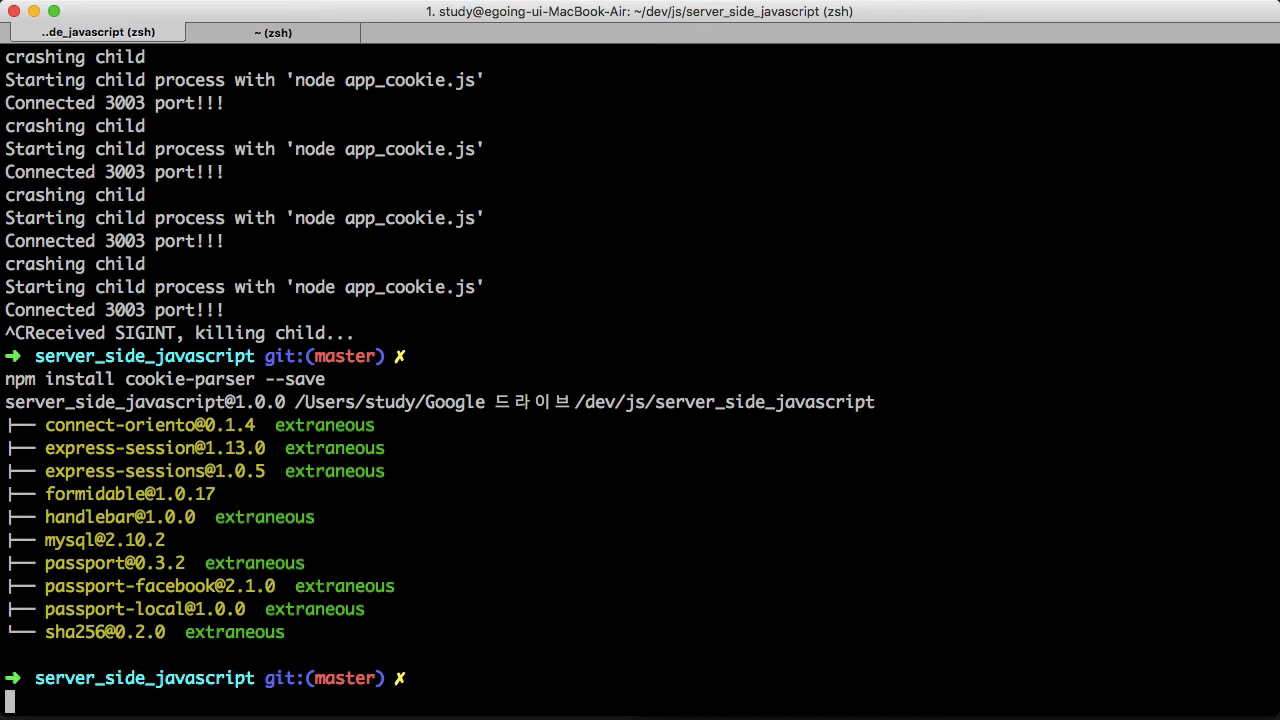 1. study@egoing-ui-MacBook-Air: ~/dev/js/server_side_javascript (zsh)
..de_javascript (zsh)
~ (zsh)
crashing child
Starting child process with 'node app_cookie.js'
Connected 3003 port!!!
crashing child
Starting child process with 'node app_cookie.js'
Connected 3003 port!!!
crashing child
Starting child process with 'node app_cookie.js'
Connected 3003 port!!!
crashing child
Starting child process with 'node app_cookie.js'
Connected 3003 port!!!
^CReceived SIGINT, killing child...
➜ server_side_javascript git:(master) ✗
npm install cookie-parser --save
server_side_javascript@1.0.0 /Users/study/Google 드라이브/dev/js/server_side_javascript
├── connect-oriento@0.1.4 extraneous
├── express-session@1.13.0 extraneous
├── express-sessions@1.0.5 extraneous
├── formidable@1.0.17
├── handlebar@1.0.0 extraneous
├── mysql@2.10.2
├── passport@0.3.2 extraneous
├── passport-facebook@2.1.0 extraneous
├── passport-local@1.0.0 extraneous
└── sha256@0.2.0 extraneous
➜ server_side_javascript git:(master) ✗